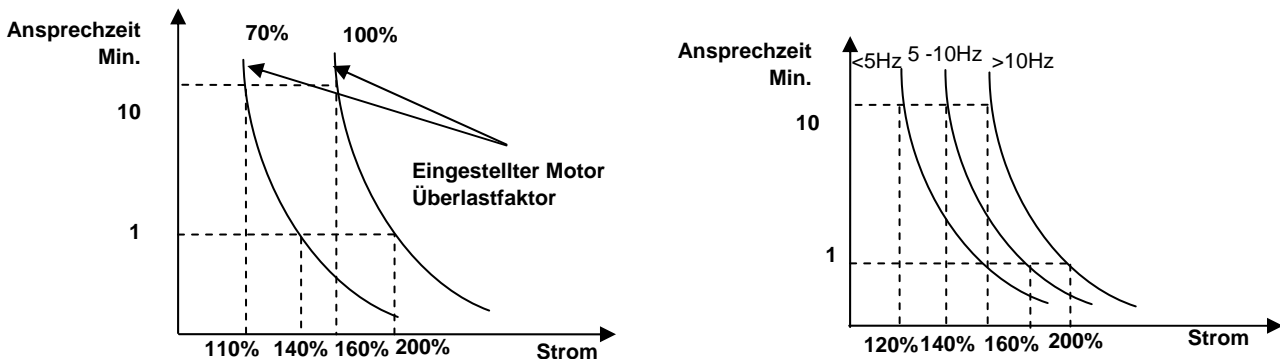 Ansprechzeit
Min.
70%
100%
10
1
Eingestellter Motor
Überlastfaktor
110%
140%
160%
200%
Strom
Ansprechzeit
Min.
<5Hz
5 -10Hz
>10Hz
10
1
120%
140%
160%
200%
Strom